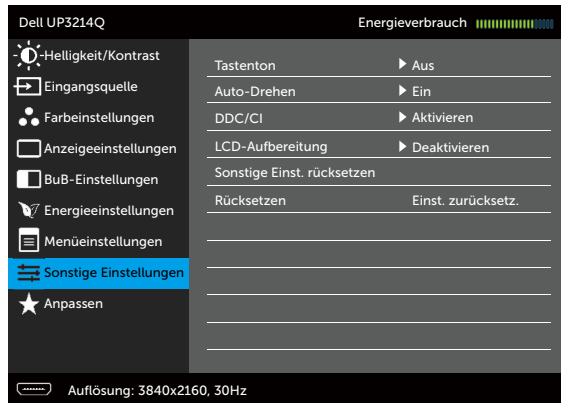 Dell UP3214Q
Energieverbrauch
Helligkeit/Kontrast
Eingangsquelle
Farbeinstellungen
Anzeigeeinstellungen
BuB-Einstellungen
Energieeinstellungen
Menüeinstellungen
Sonstige Einstellungen
Anpassen
Tastenton Aus
Auto-Drehen Ein
DDC/CI Aktivieren
LCD-Aufbereitung Deaktivieren
Sonstige Einst. rücksetzen
Rücksetzen Einst. zurücksetz.
Auflösung: 3840x2160, 30Hz